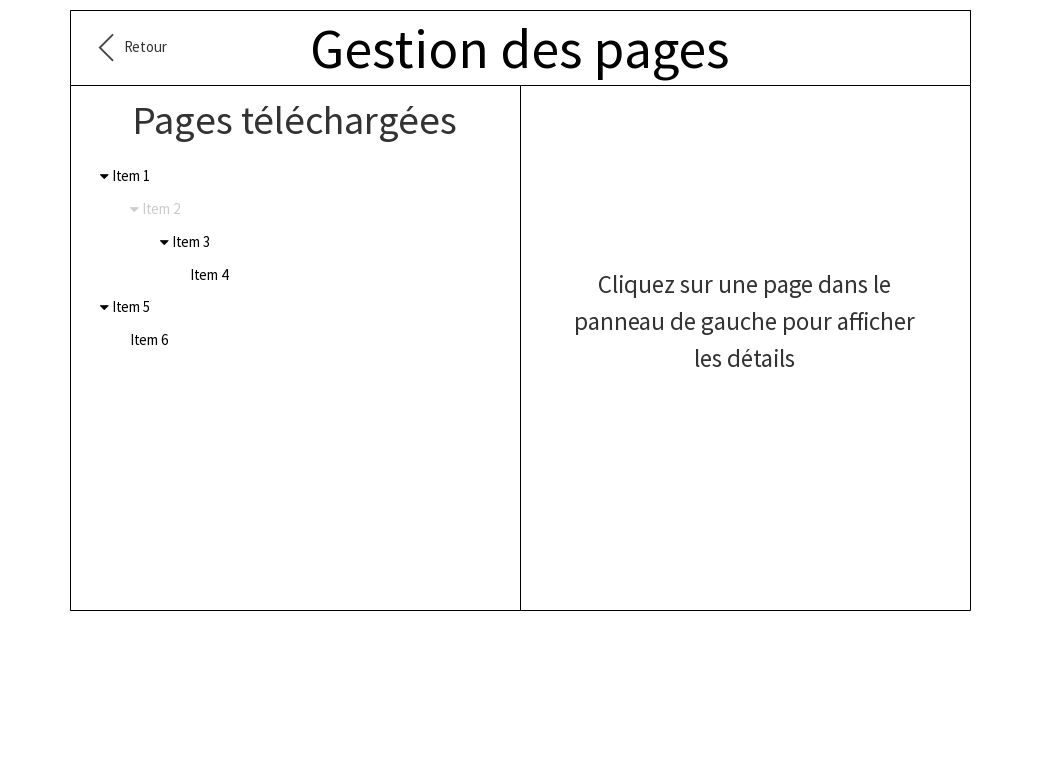 Retour
Gestion des pages
Pages téléchargées
Item 1
Item 2
Item 3
Item 4
Item 5
Item 6
Cliquez sur une page dans le
panneau de gauche pour afficher
les détails